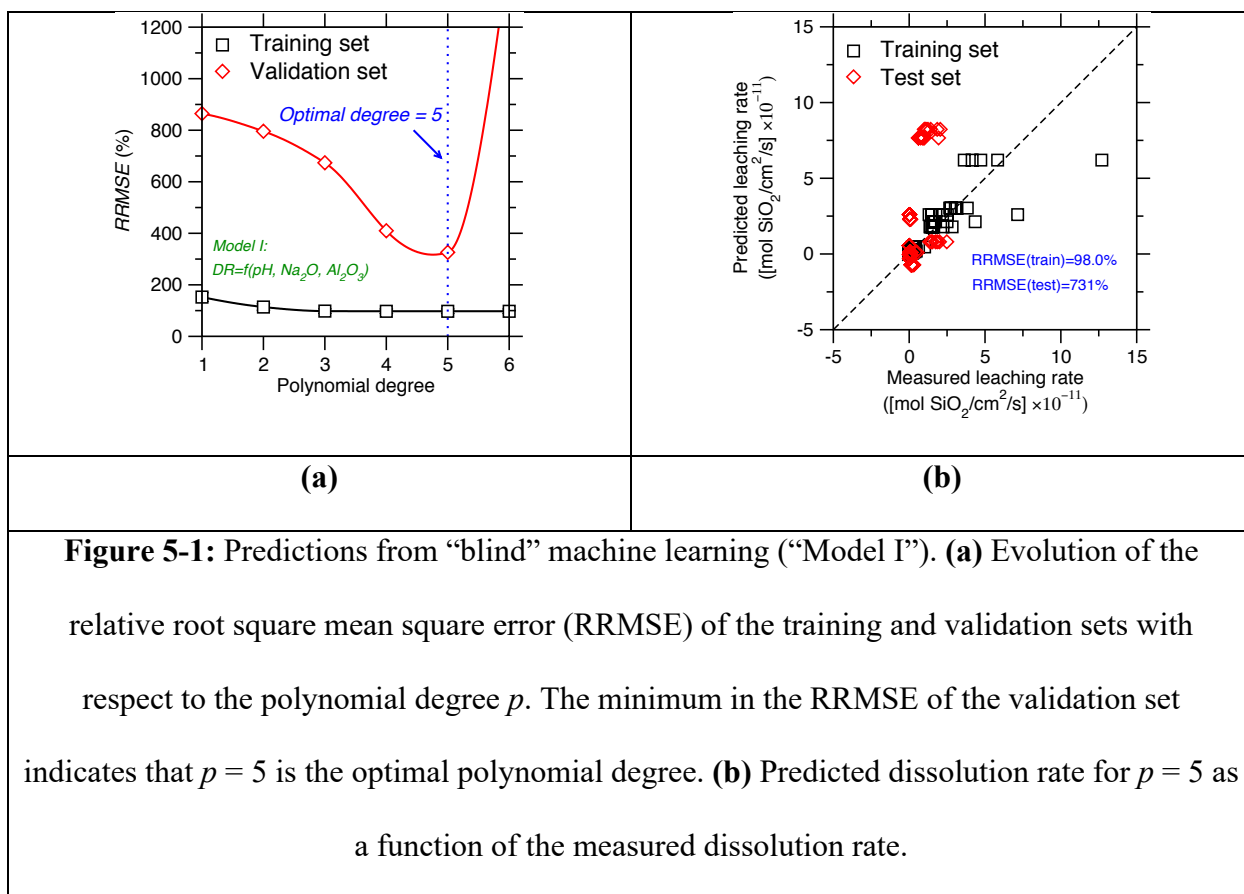 1200
1000
800
600
400
200
0
RRMSE (%)
Training set
Validation set
Optimal degree = 5
Model I:
DR=f(pH, Na₂O, Al₂O₃)
1 2 3 4 5 6
Polynomial degree
15
10
5
0
-5
Predicted leaching rate
([mol SiO₂/cm²/s] ×10⁻¹¹)
Training set
Test set
RRMSE(train)=98.0%
RRMSE(test)=731%
-5 0 5 10 15
Measured leaching rate
([mol SiO₂/cm²/s] ×10⁻¹¹)
(a)
(b)
Figure 5-1: Predictions from “blind” machine learning (“Model I”). (a) Evolution of the
relative root square mean square error (RRMSE) of the training and validation sets with
respect to the polynomial degree p. The minimum in the RRMSE of the validation set
indicates that p = 5 is the optimal polynomial degree. (b) Predicted dissolution rate for p = 5 as
a function of the measured dissolution rate.